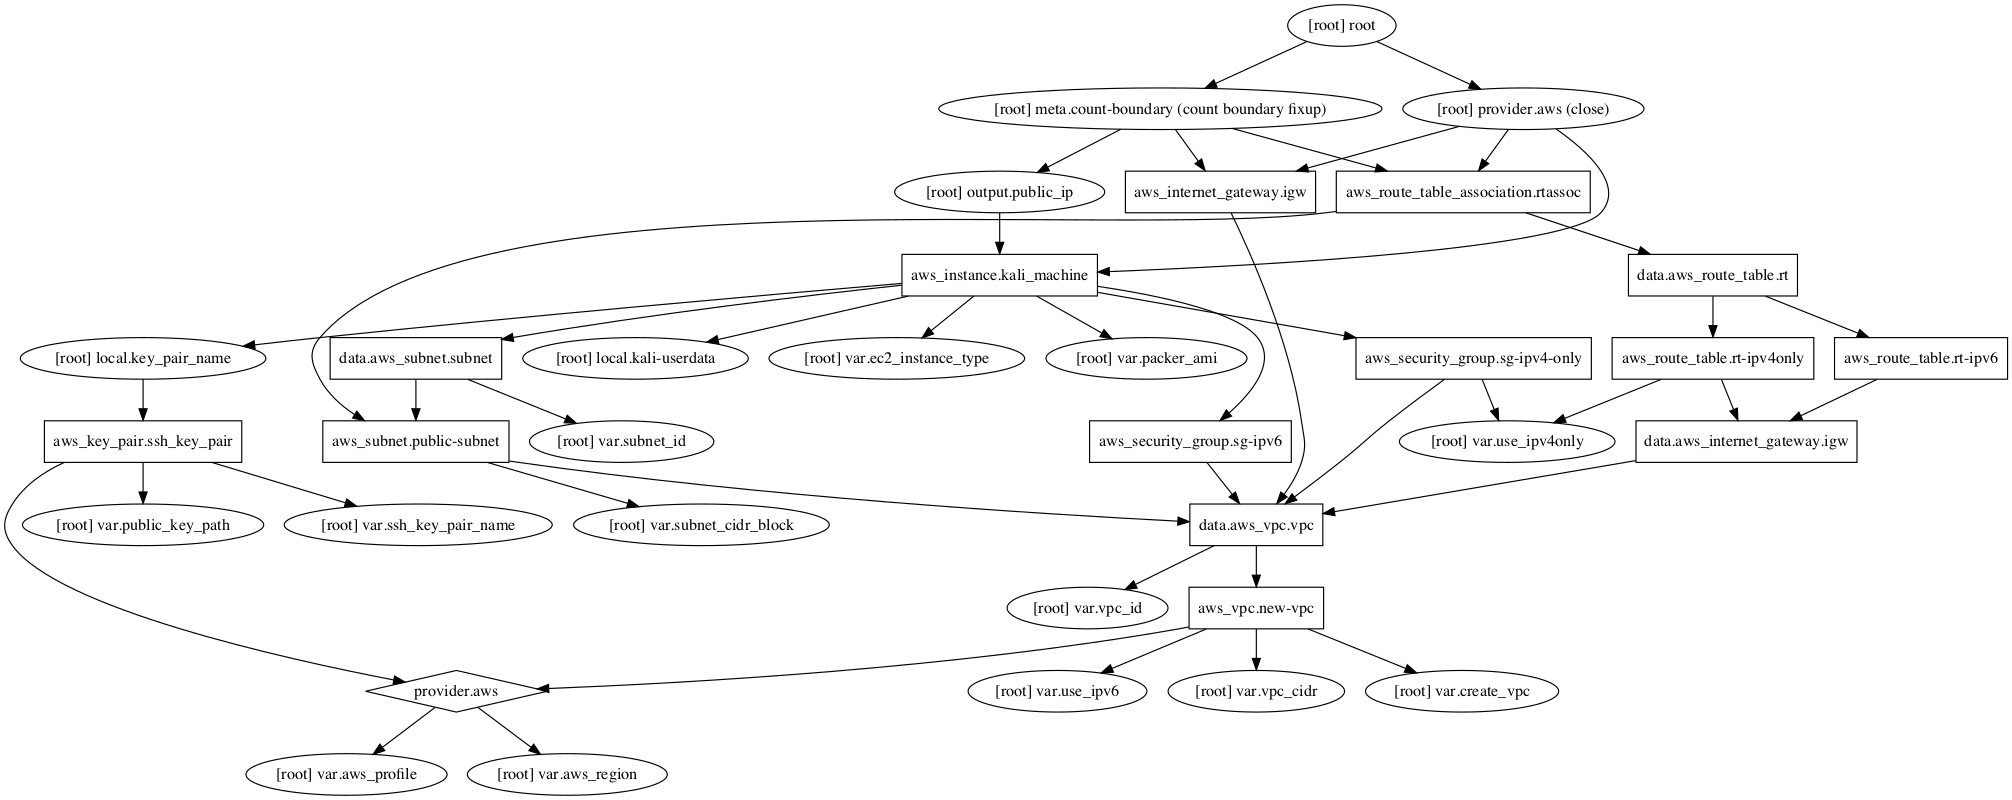 [root] root
[root] meta.count-boundary (count boundary fixup)
[root] provider.aws (close)
[root] output.public_ip
aws_internet_gateway.igw
aws_route_table_association.rtassoc
aws_instance.kali_machine
data.aws_route_table.rt
[root] local.key_pair_name
data.aws_subnet.subnet
[root] local.kali-userdata
[root] var.ec2_instance_type
[root] var.packer_ami
aws_security_group.sg-ipv4-only
aws_route_table.rt-ipv4only
aws_route_table.rt-ipv6
aws_key_pair.ssh_key_pair
aws_subnet.public-subnet
[root] var.subnet_id
aws_security_group.sg-ipv6
[root] var.use_ipv4only
data.aws_internet_gateway.igw
[root] var.public_key_path
[root] var.ssh_key_pair_name
[root] var.subnet_cidr_block
data.aws_vpc.vpc
[root] var.vpc_id
aws_vpc.new-vpc
provider.aws
[root] var.use_ipv6
[root] var.vpc_cidr
[root] var.create_vpc
[root] var.aws_profile
[root] var.aws_region